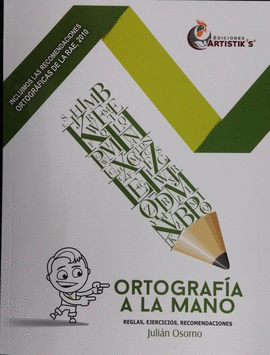 INCLUIMOS LAS RECOMENDACIONES
ORTOGRÁFICAS DE LA RAE, 2010
EDICIONES
ARTISTIK'S®
ORTOGRAFÍA
A LA MANO
REGLAS, EJERCICIOS, RECOMENDACIONES
Julián Osorno